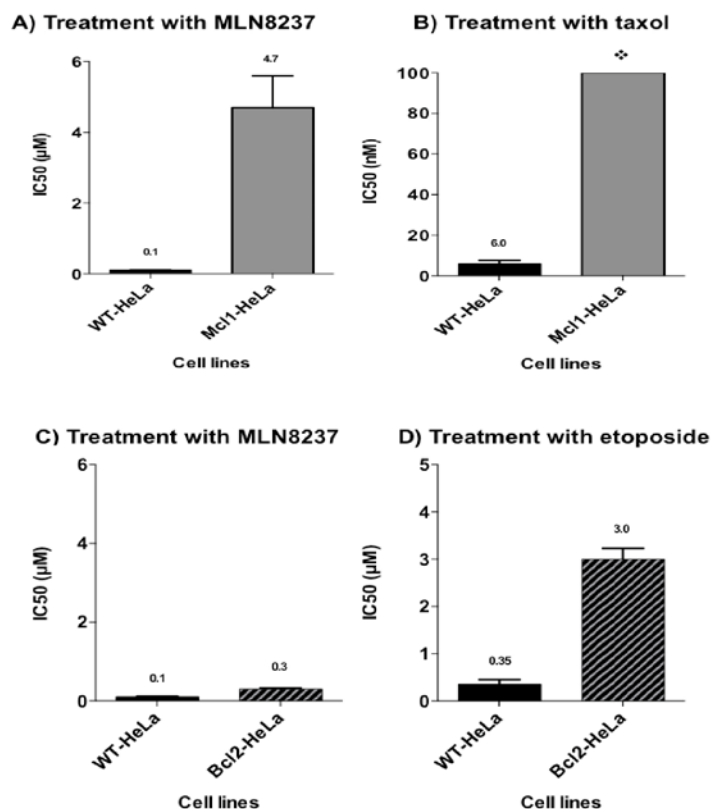 A) Treatment with MLN8237
4.7
0.1
6
4
2
0
IC50 (µM)
WT-HeLa
Mcl1-HeLa
Cell lines
B) Treatment with taxol
❖
6.0
100
80
60
40
20
0
IC50 (nM)
WT-HeLa
Mcl1-HeLa
Cell lines
C) Treatment with MLN8237
0.1
0.3
6
4
2
0
IC50 (µM)
WT-HeLa
Bcl2-HeLa
Cell lines
D) Treatment with etoposide
3.0
0.35
5
4
3
2
1
0
IC50 (µM)
WT-HeLa
Bcl2-HeLa
Cell lines